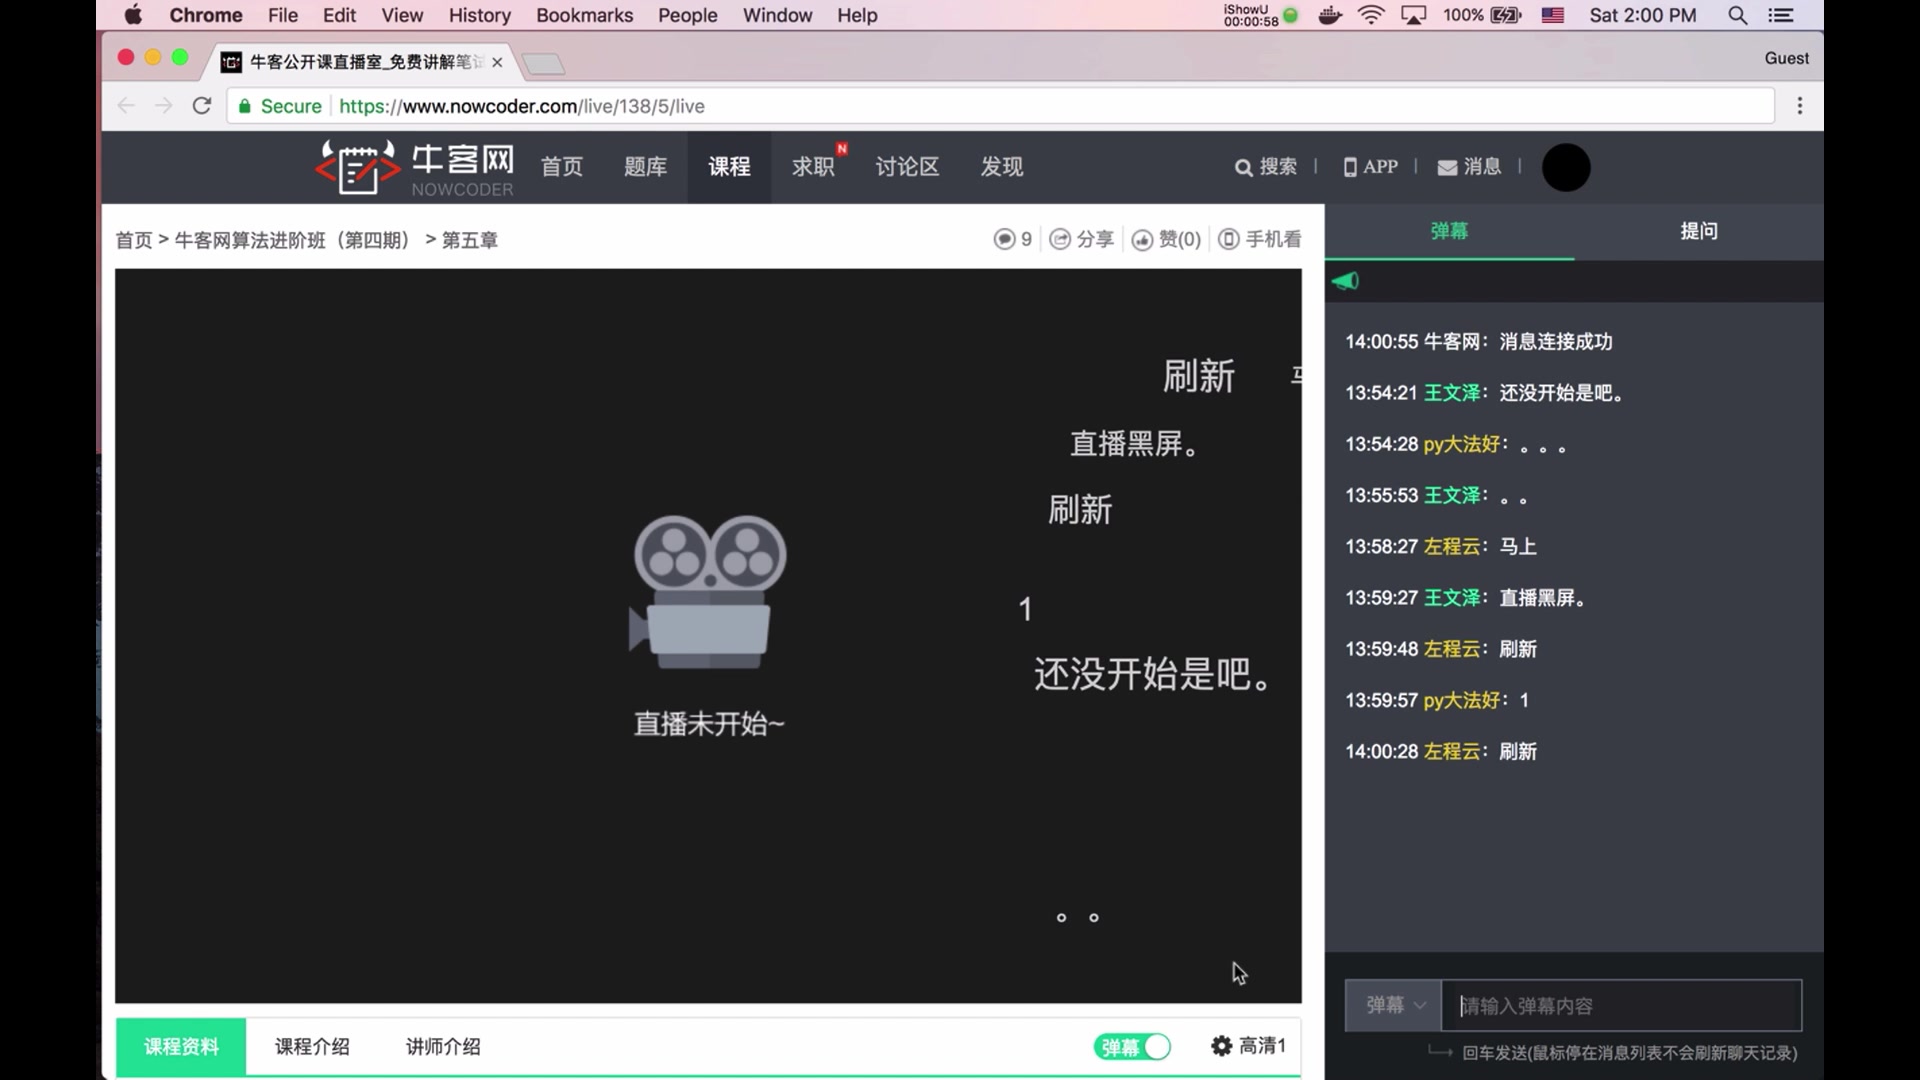 Chrome File Edit View History Bookmarks People Window Help
iShowU
00:00:58
100%
Sat 2:00 PM
牛客公开课直播室_免费讲解笔试
Guest
Secure https://www.nowcoder.com/live/138/5/live
牛客网
NOWCODER
首页 题库 课程 求职 N 讨论区 发现
搜索 | APP | 消息 |
首页 > 牛客网算法进阶班（第四期） > 第五章
9 分享 赞(0) 手机看
刷新
直播黑屏。
刷新
1
还没开始是吧。
直播未开始~
。。
课程资料 课程介绍 讲师介绍
弹幕 高清1
弹幕 提问
14:00:55 牛客网：消息连接成功
13:54:21 王文泽：还没开始是吧。
13:54:28 py大法好：。。。
13:55:53 王文泽：。。
13:58:27 左程云：马上
13:59:27 王文泽：直播黑屏。
13:59:48 左程云：刷新
13:59:57 py大法好：1
14:00:28 左程云：刷新
弹幕 请输入弹幕内容
回车发送(鼠标停在消息列表不会刷新聊天记录)